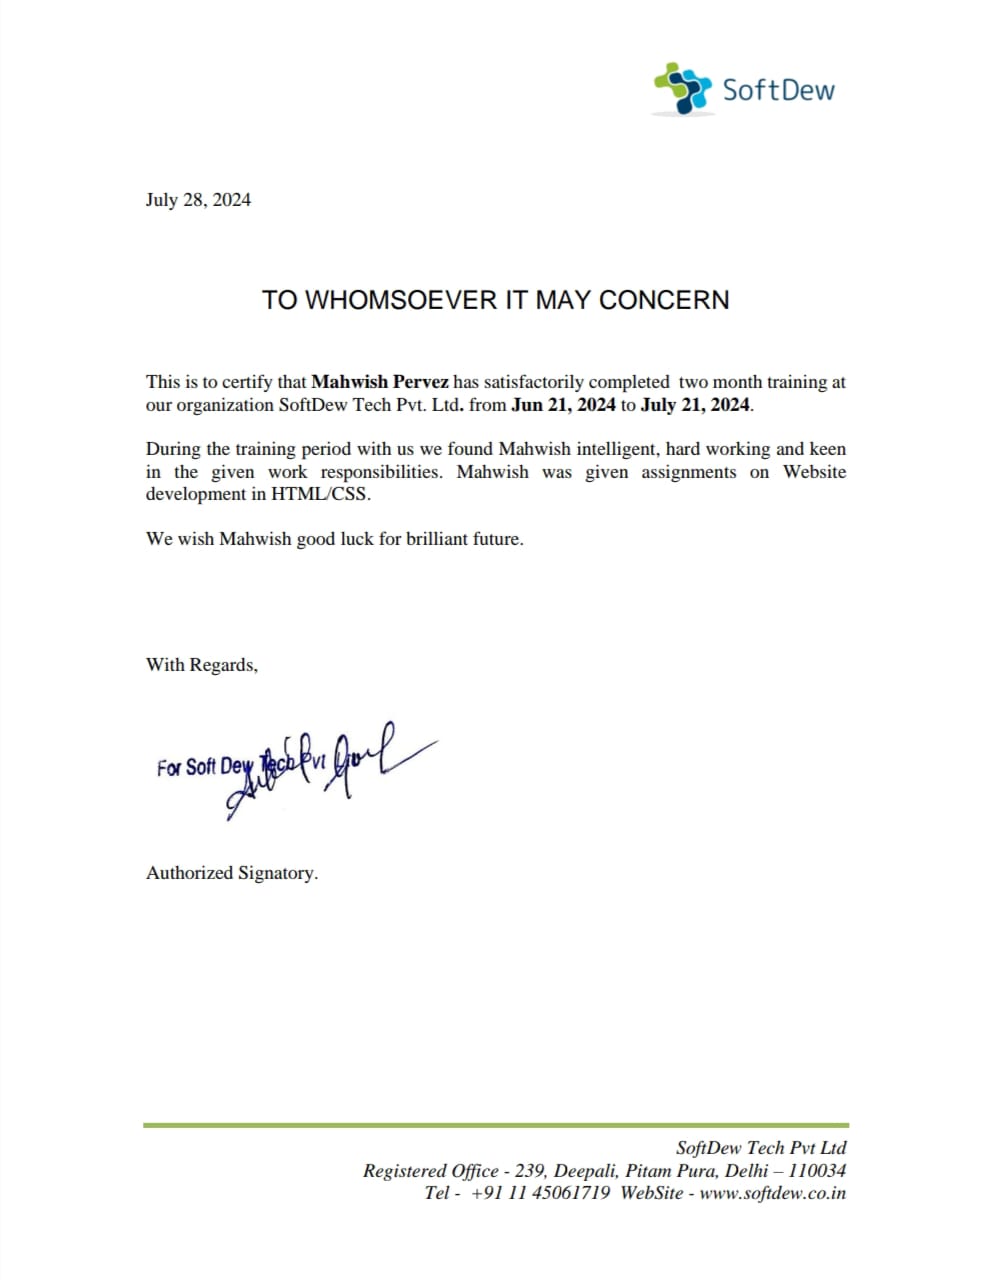 SoftDew
July 28, 2024
TO WHOMSOEVER IT MAY CONCERN
This is to certify that Mahwish Pervez has satisfactorily completed  two month training at
our organization SoftDew Tech Pvt. Ltd. from Jun 21, 2024 to July 21, 2024.
During the training period with us we found Mahwish intelligent, hard working and keen
in the given work responsibilities. Mahwish was given assignments on Website
development in HTML/CSS.
We wish Mahwish good luck for brilliant future.
With Regards,
For Soft Dew Tech Pvt
Authorized Signatory.
SoftDew Tech Pvt Ltd
Registered Office - 239, Deepali, Pitam Pura, Delhi – 110034
Tel -  +91 11 45061719  WebSite - www.softdew.co.in